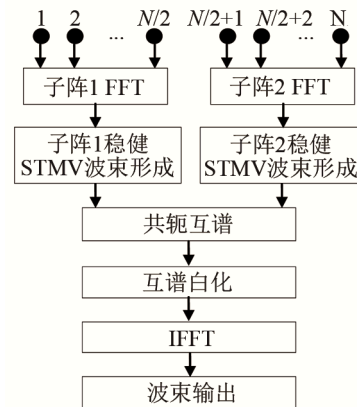 1 2 ... N/2 N/2+1 N/2+2 ... N
子阵1 FFT 子阵2 FFT
子阵1稳健 子阵2稳健
STMV波束形成 STMV波束形成
共轭互谱
互谱白化
IFFT
波束输出